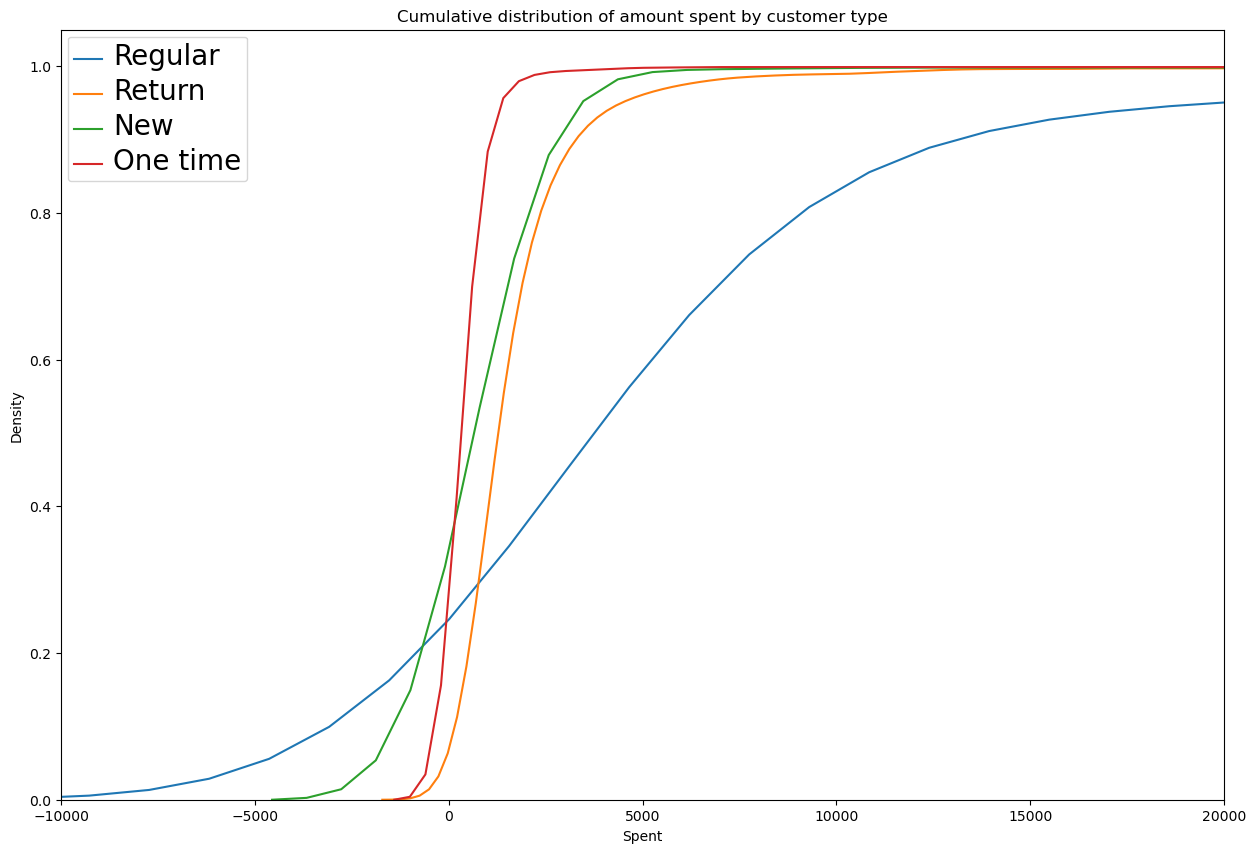 Cumulative distribution of amount spent by customer type
Regular
Return
New
One time
1.0
0.8
0.6
0.4
0.2
0.0
Density
−10000
−5000
0
5000
10000
15000
20000
Spent